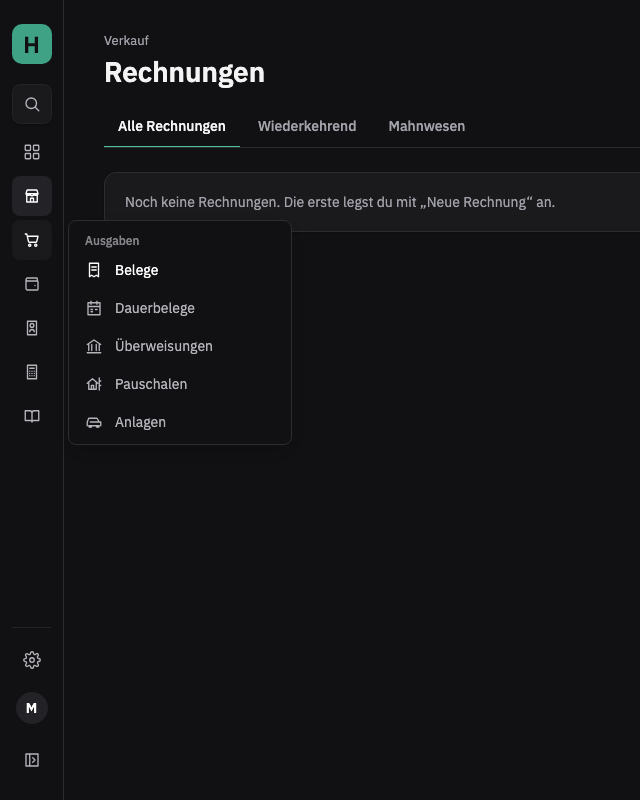 H
Verkauf
Rechnungen
Alle Rechnungen Wiederkehrend Mahnwesen
Noch keine Rechnungen. Die erste legst du mit „Neue Rechnung“ an.
Ausgaben
Belege
Dauerbelege
Überweisungen
Pauschalen
Anlagen
M